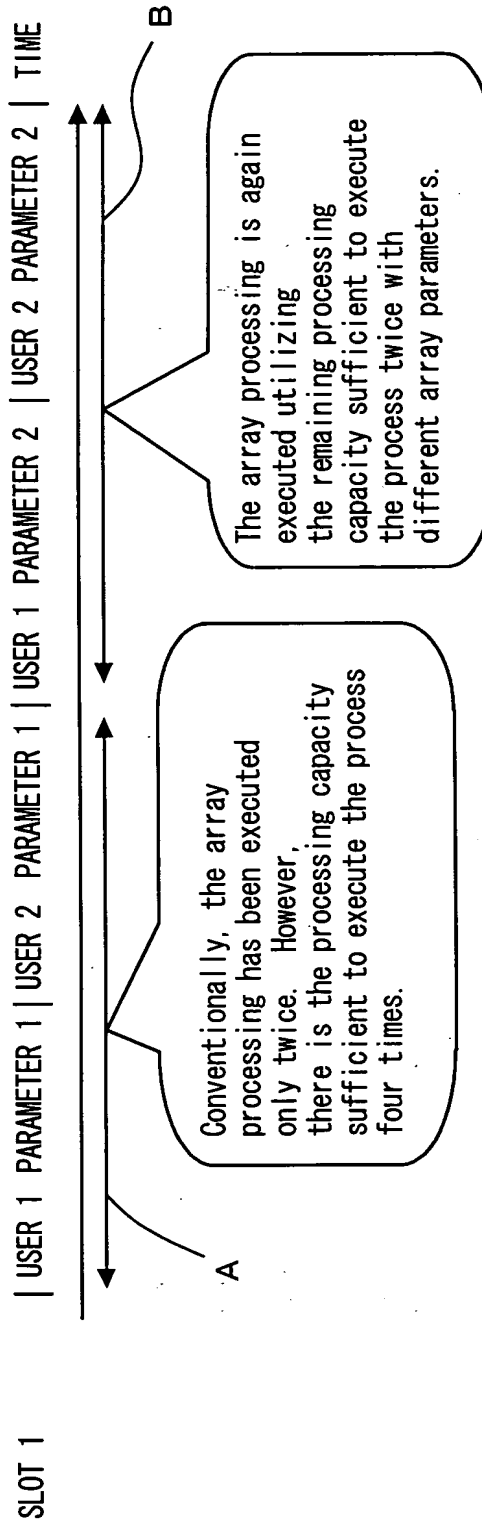 SLOT 1
| USER 1 PARAMETER 1 | USER 2 PARAMETER 1 | USER 1 PARAMETER 2 | USER 2 PARAMETER 2 | TIME
A
B
Conventionally, the array
processing has been executed
only twice. However,
there is the processing capacity
sufficient to execute the process
four times.
The array processing is again
executed utilizing
the remaining processing
capacity sufficient to execute
the process twice with
different array parameters.